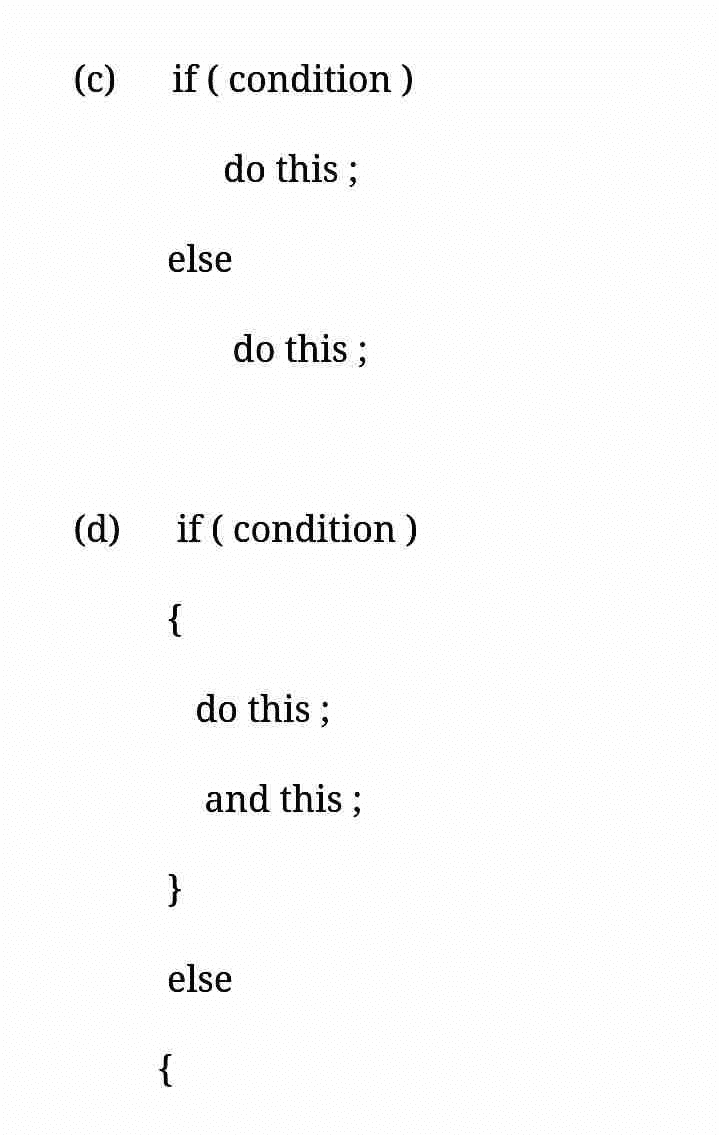 (c) if ( condition )
do this ;
else
do this ;
(d) if ( condition )
{
do this ;
and this ;
}
else
{